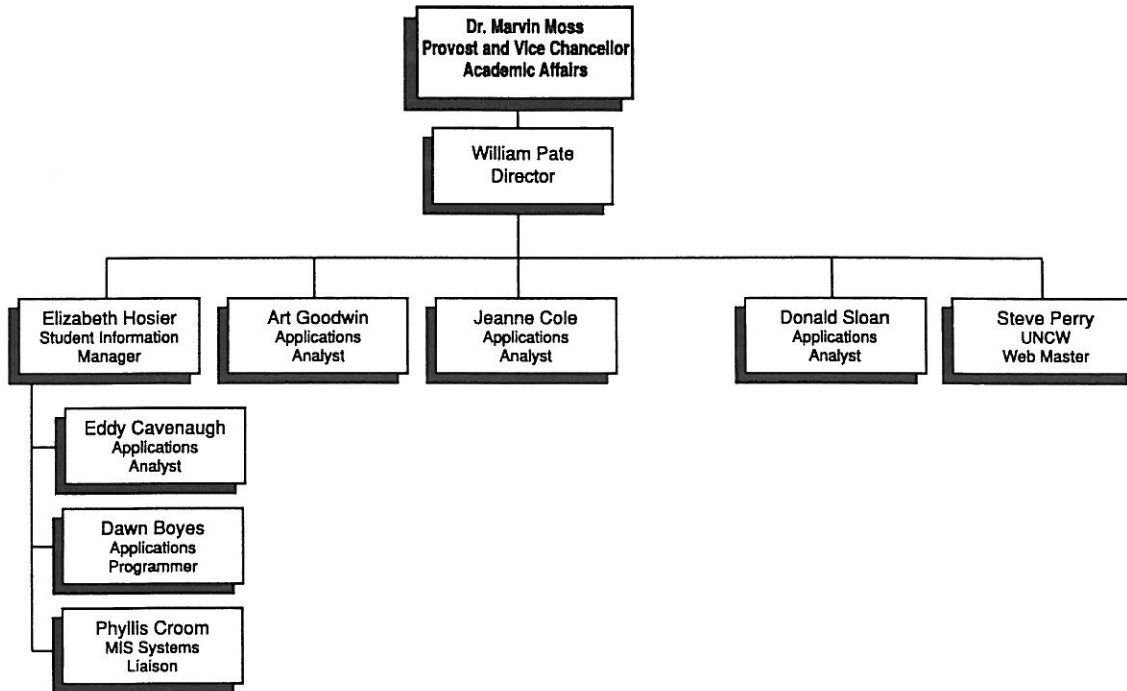 Dr. Marvin Moss
Provost and Vice Chancellor
Academic Affairs
William Pate
Director
Elizabeth Hosier
Student Information
Manager
Art Goodwin
Applications
Analyst
Jeanne Cole
Applications
Analyst
Donald Sloan
Applications
Analyst
Steve Perry
UNCW
Web Master
Eddy Cavenaugh
Applications
Analyst
Dawn Boyes
Applications
Programmer
Phyllis Croom
MIS Systems
Liaison